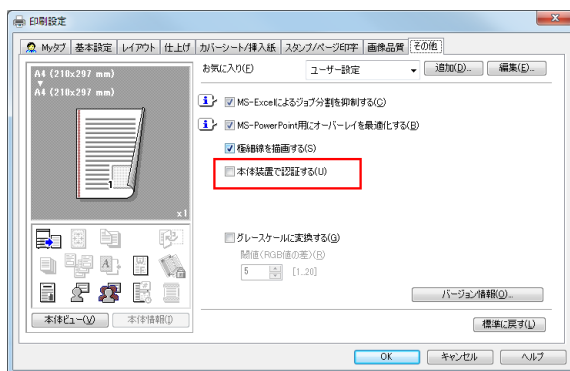 印刷設定
Myタブ 基本設定 レイアウト 仕上げ カバーシート/挿入紙 スタンプ/ページ印字 画像品質 その他
A4 (210x297 mm)
A4 (210x297 mm)
1
x1
本体ビュー(V) 本体情報(I)
お気に入り(F) ユーザー設定 追加(D)... 編集(E)...
MS-Excelによるジョブ分割を抑制する(C)
MS-PowerPoint用にオーバーレイを最適化する(B)
極細線を描画する(S)
本体装置で認証する(U)
グレースケールに変換する(G)
閾値(RGB値の差)(R)
5 [1..20]
バージョン情報(O)...
標準に戻す(L)
OK キャンセル ヘルプ